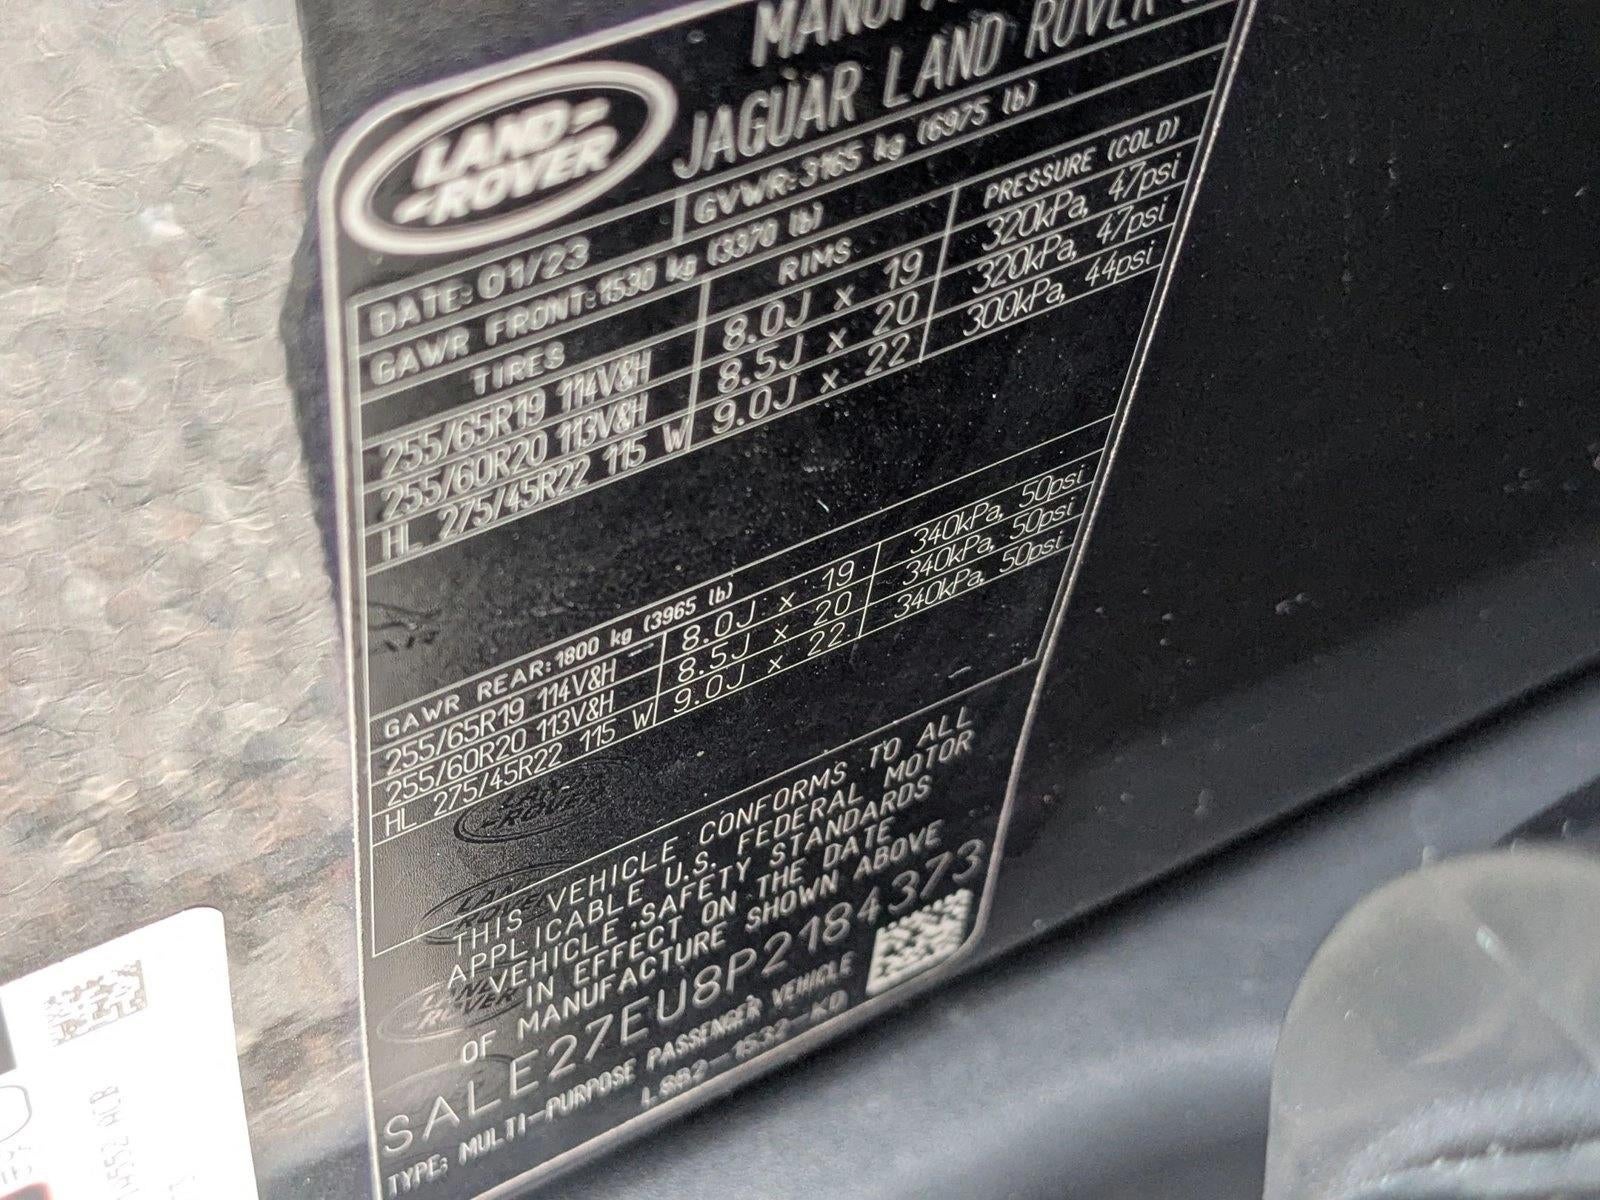 LAND-
-ROVER
JAGUAR LAND ROVER
DATE: 01/23
GVWR: 3165 kg (6975 lb)
GAWR FRONT: 1530 kg (3370 lb)
TIRES RIMS PRESSURE (COLD)
255/65R19 114V&H 8.0J x 19 320kPa, 47psi
255/60R20 113V&H 8.5J x 20 320kPa, 47psi
HL 275/45R22 115 W 9.0J x 22 300kPa, 44psi
GAWR REAR: 1800 kg (3965 lb)
255/65R19 114V&H 8.0J x 19 340kPa, 50psi
255/60R20 113V&H 8.5J x 20 340kPa, 50psi
HL 275/45R22 115 W 9.0J x 22 340kPa, 50psi
THIS VEHICLE CONFORMS TO ALL
APPLICABLE U.S. FEDERAL MOTOR
VEHICLE SAFETY STANDARDS
IN EFFECT ON THE DATE
OF MANUFACTURE SHOWN ABOVE
SALE27EU8P2184373
TYPE: MULTI-PURPOSE PASSENGER VEHICLE